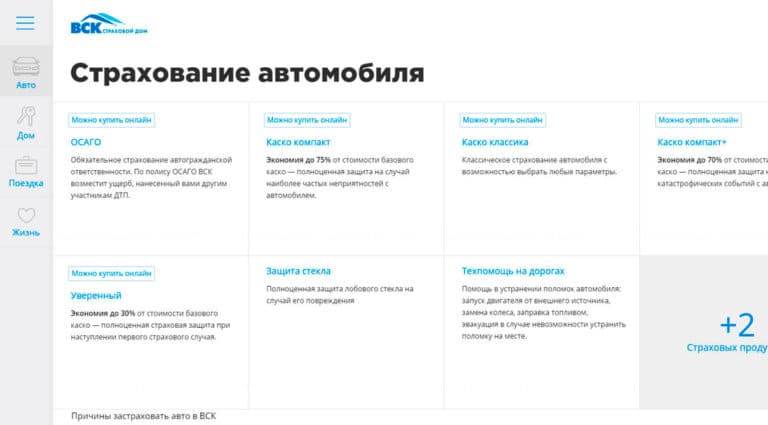 ВСК СТРАХОВОЙ ДОМ
Страхование автомобиля
Авто
Дом
Поездка
Жизнь
Можно купить онлайн
ОСАГО
Обязательное страхование автогражданской
ответственности. По полису ОСАГО ВСК
возместит ущерб, нанесенный вами другим
участникам ДТП.
Можно купить онлайн
Каско компакт
Экономия до 75% от стоимости базового
каско — полноценная защита на случай
наиболее частых неприятностей с
автомобилем.
Можно купить онлайн
Каско классика
Классическое страхование автомобиля с
возможностью выбрать любые параметры.
Можно купить онлайн
Каско компакт+
Экономия до 70% от стоимости
каско — полноценная защита н
катастрофических событий с а
Можно купить онлайн
Уверенный
Экономия до 30% от стоимости базового
каско — полноценная страховая защита при
наступлении первого страхового случая.
Защита стекла
Полноценная защита лобового стекла на
случай его повреждения
Техпомощь на дорогах
Помощь в устранении поломок автомобиля:
запуск двигателя от внешнего источника,
замена колеса, заправка топливом,
эвакуация в случае невозможности устранить
поломку на месте.
+2
Страховых проду
Причины застраховать авто в ВСК